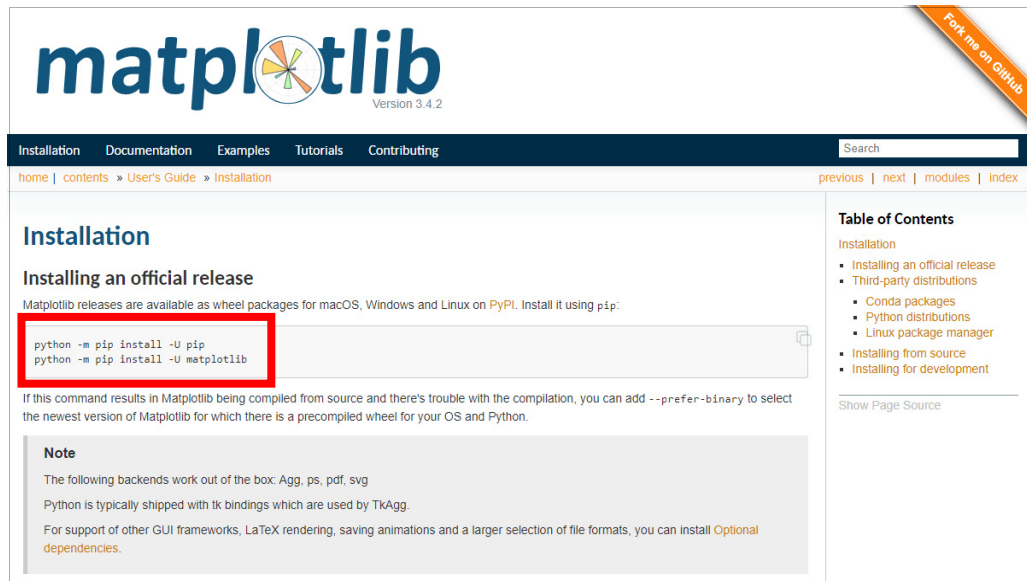 matplotlib
Version 3.4.2
Fork me on GitHub
Installation Documentation Examples Tutorials Contributing
Search
home | contents » User's Guide » Installation
previous | next | modules | index
Installation
Installing an official release
Matplotlib releases are available as wheel packages for macOS, Windows and Linux on PyPI. Install it using pip:
python -m pip install -U pip
python -m pip install -U matplotlib
If this command results in Matplotlib being compiled from source and there's trouble with the compilation, you can add --prefer-binary to select
the newest version of Matplotlib for which there is a precompiled wheel for your OS and Python.
Note
The following backends work out of the box: Agg, ps, pdf, svg
Python is typically shipped with tk bindings which are used by TkAgg.
For support of other GUI frameworks, LaTeX rendering, saving animations and a larger selection of file formats, you can install Optional
dependencies.
Table of Contents
Installation
Installing an official release
Third-party distributions
Conda packages
Python distributions
Linux package manager
Installing from source
Installing for development
Show Page Source